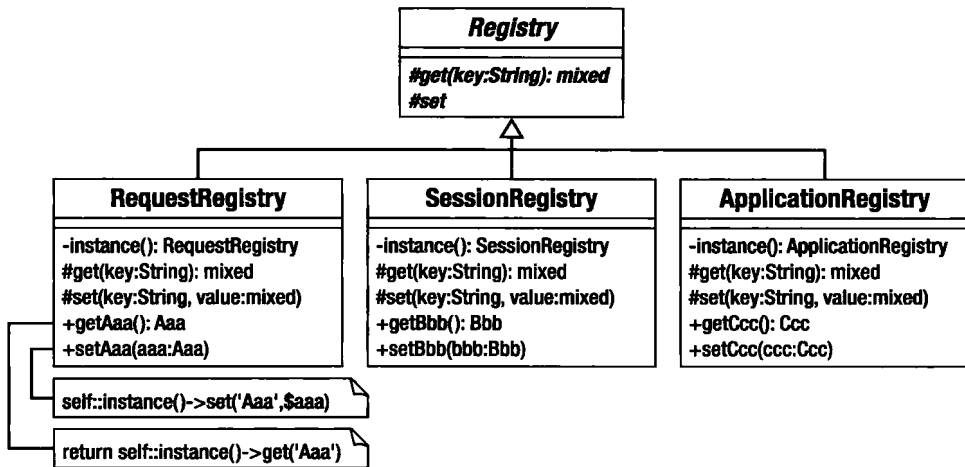 Registry
#get(key:String): mixed
#set
RequestRegistry
-instance(): RequestRegistry
#get(key:String): mixed
#set(key:String, value:mixed)
+getAaa(): Aaa
+setAaa(aaa:Aaa)
SessionRegistry
-instance(): SessionRegistry
#get(key:String): mixed
#set(key:String, value:mixed)
+getBbb(): Bbb
+setBbb(bbb:Bbb)
ApplicationRegistry
-instance(): ApplicationRegistry
#get(key:String): mixed
#set(key:String, value:mixed)
+getCcc(): Ccc
+setCcc(ccc:Ccc)
self::instance()->set('Aaa',$aaa)
return self::instance()->get('Aaa')